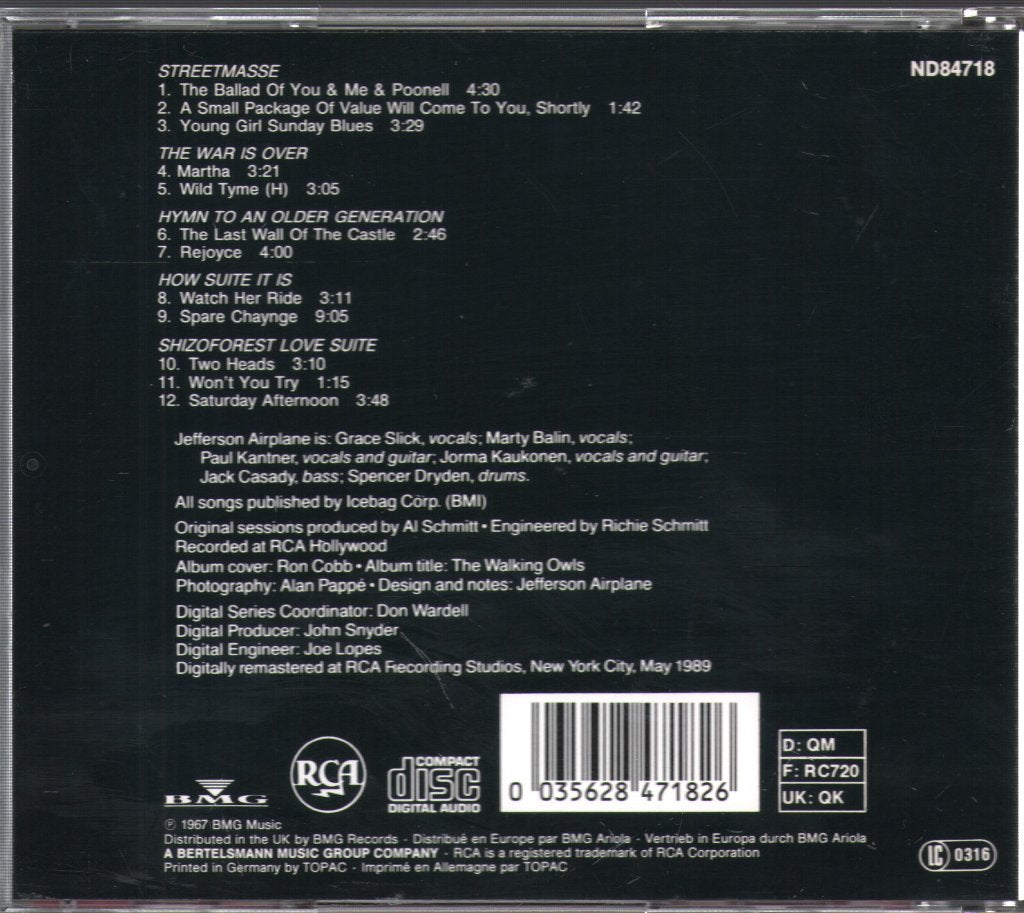 ND84718
STREETMASSE
1. The Ballad Of You & Me & Pooneil 4:30
2. A Small Package Of Value Will Come To You, Shortly 1:42
3. Young Girl Sunday Blues 3:29
THE WAR IS OVER
4. Martha 3:21
5. Wild Tyme (H) 3:05
HYMN TO AN OLDER GENERATION
6. The Last Wall Of The Castle 2:46
7. Rejoyce 4:00
HOW SUITE IT IS
8. Watch Her Ride 3:11
9. Spare Chaynge 9:05
SHIZOFOREST LOVE SUITE
10. Two Heads 3:10
11. Won't You Try 1:15
12. Saturday Afternoon 3:48
Jefferson Airplane is: Grace Slick, vocals; Marty Balin, vocals;
Paul Kantner, vocals and guitar; Jorma Kaukonen, vocals and guitar;
Jack Casady, bass; Spencer Dryden, drums.
All songs published by Icebag Corp. (BMI)
Original sessions produced by Al Schmitt • Engineered by Richie Schmitt
Recorded at RCA Hollywood
Album cover: Ron Cobb • Album title: The Walking Owls
Photography: Alan Pappé • Design and notes: Jefferson Airplane
Digital Series Coordinator: Don Wardell
Digital Producer: John Snyder
Digital Engineer: Joe Lopes
Digitally remastered at RCA Recording Studios, New York City, May 1989
BMG
RCA
COMPACT
disc
DIGITAL AUDIO
0 035628 471826
D: QM
F: RC720
UK: QK
℗ 1967 BMG Music
Distributed in the UK by BMG Records · Distribué en Europe par BMG Ariola · Vertrieb in Europa durch BMG Ariola
A BERTELSMANN MUSIC GROUP COMPANY · RCA is a registered trademark of RCA Corporation
Printed in Germany by TOPAC · Imprimé en Allemagne par TOPAC
LC 0316